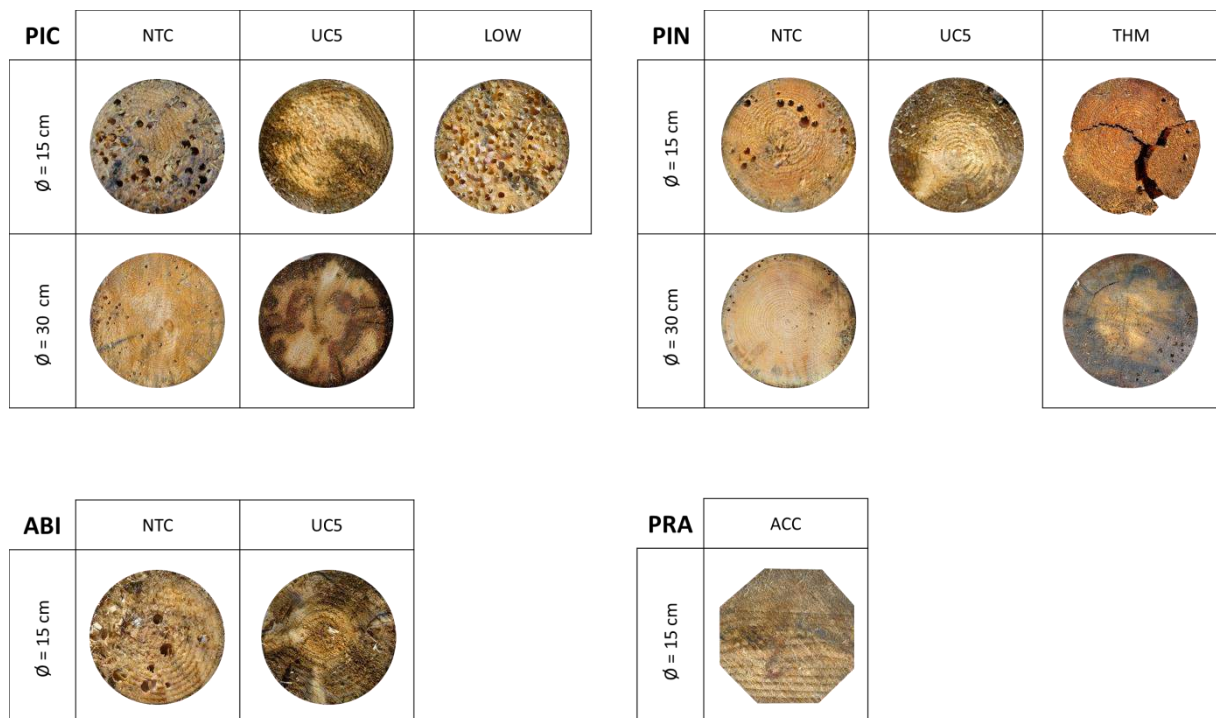 PIC NTC UC5 LOW
Ø = 15 cm
Ø = 30 cm
PIN NTC UC5 THM
Ø = 15 cm
Ø = 30 cm
ABI NTC UC5
Ø = 15 cm
PRA ACC
Ø = 15 cm